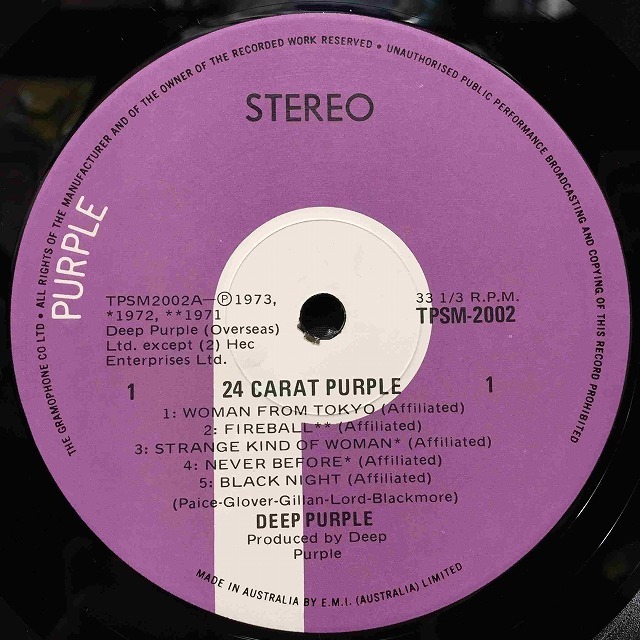 THE GRAMOPHONE CO LTD • ALL RIGHTS OF THE MANUFACTURER AND OF THE OWNER OF THE RECORDED WORK RESERVED • UNAUTHORISED PUBLIC PERFORMANCE BROADCASTING AND COPYING OF THIS RECORD PROHIBITED
STEREO
PURPLE
TPSM2002A—Ⓟ1973,
*1972, **1971
Deep Purple (Overseas)
Ltd. except (2) Hec
Enterprises Ltd.
33 1/3 R.P.M.
TPSM-2002
1 24 CARAT PURPLE 1
1: WOMAN FROM TOKYO (Affiliated)
2: FIREBALL** (Affiliated)
3: STRANGE KIND OF WOMAN* (Affiliated)
4: NEVER BEFORE* (Affiliated)
5: BLACK NIGHT (Affiliated)
(Paice-Glover-Gillan-Lord-Blackmore)
DEEP PURPLE
Produced by Deep
Purple
MADE IN AUSTRALIA BY E.M.I. (AUSTRALIA) LIMITED